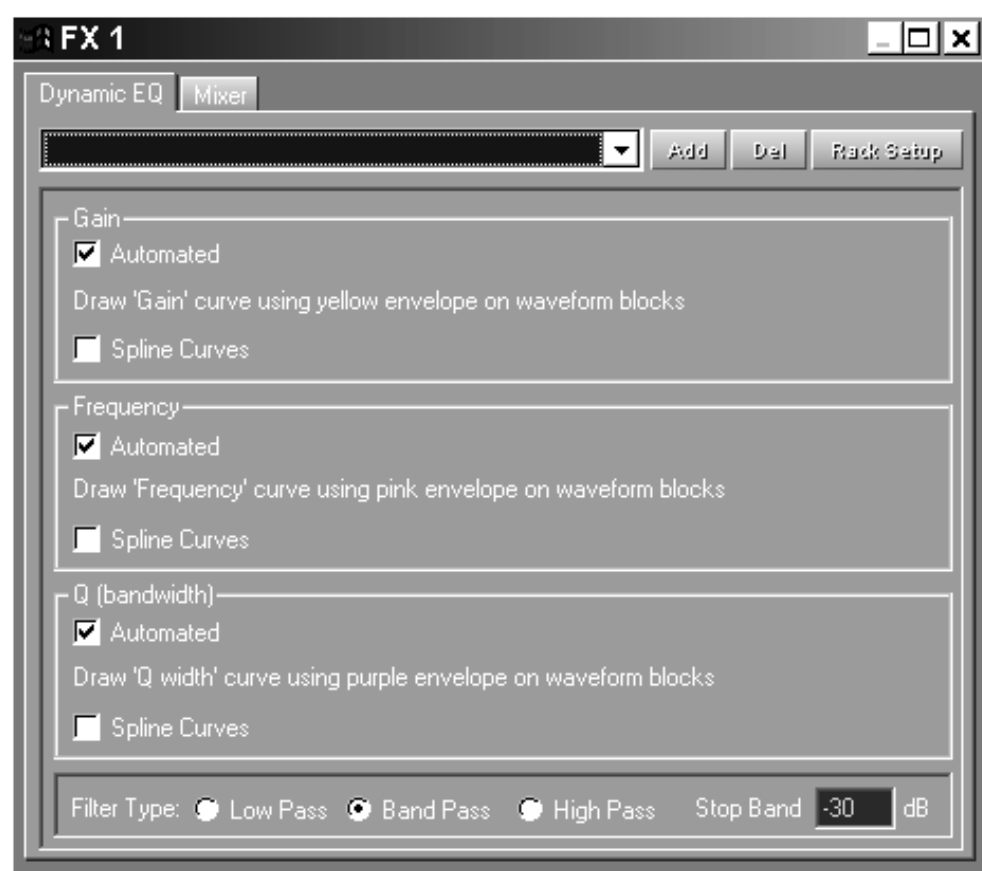 FX 1
Dynamic EQ Mixer
Add Del Rack Setup
Gain
Automated
Draw 'Gain' curve using yellow envelope on waveform blocks
Spline Curves
Frequency
Automated
Draw 'Frequency' curve using pink envelope on waveform blocks
Spline Curves
Q (bandwidth)
Automated
Draw 'Q width' curve using purple envelope on waveform blocks
Spline Curves
Filter Type: Low Pass Band Pass High Pass Stop Band -30 dB